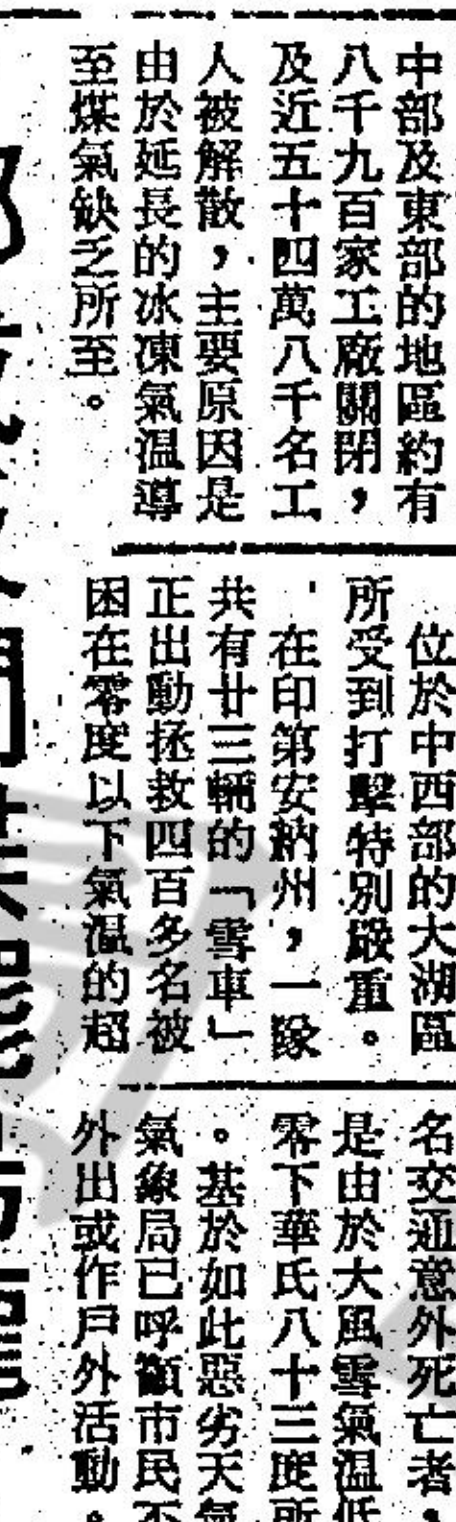 中部及東部的地區約有
八千九百家工廠關閉，
及近五十四萬八千名工
人被解散，主要原因是
由於延長的冰凍氣温導
至煤氣缺乏所至。
位於中西部的大湖區
所受到打擊特別嚴重。
在印第安納州，一隊
共有廿三輛的「雪車」
正出動拯救四百多名被
困在零度以下氣溫的超
名交通意外死亡者，
是由於大風雪氣温低
零下華氏八十三度所
。基於如此惡劣天氣
氣象局已呼籲市民不
外出或作戶外活動。